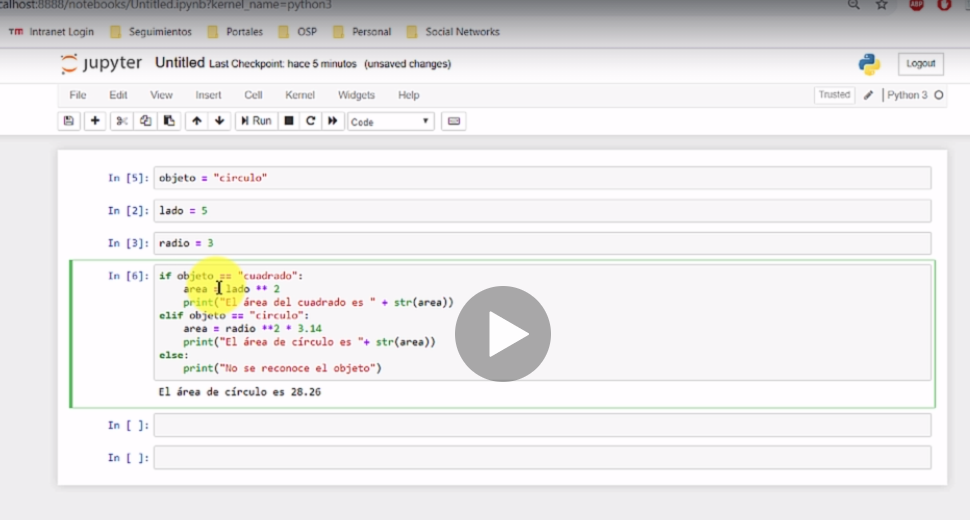 calhost:8888/notebooks/Untitled.ipynb?kernel_name=python3
ABP
TM Intranet Login Seguimientos Portales OSP Personal Social Networks
jupyter Untitled Last Checkpoint: hace 5 minutos (unsaved changes)
Logout
File Edit View Insert Cell Kernel Widgets Help
Trusted Python 3
Run Code
In [5]: objeto = "circulo"
In [2]: lado = 5
In [3]: radio = 3
In [6]: if objeto == "cuadrado":
area = lado ** 2
print("El área del cuadrado es " + str(area))
elif objeto == "circulo":
area = radio **2 * 3.14
print("El área de círculo es "+ str(area))
else:
print("No se reconoce el objeto")
El área de círculo es 28.26
In [ ]:
In [ ]: